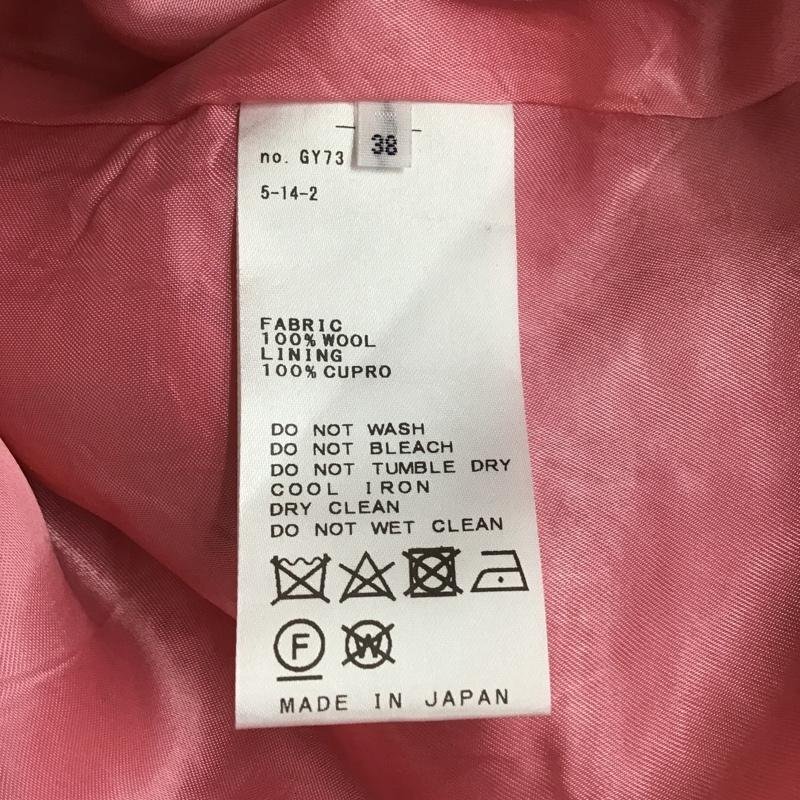 38
no. GY73
5-14-2
FABRIC
100% WOOL
LINING
100% CUPRO
DO NOT WASH
DO NOT BLEACH
DO NOT TUMBLE DRY
COOL IRON
DRY CLEAN
DO NOT WET CLEAN
F W
MADE IN JAPAN